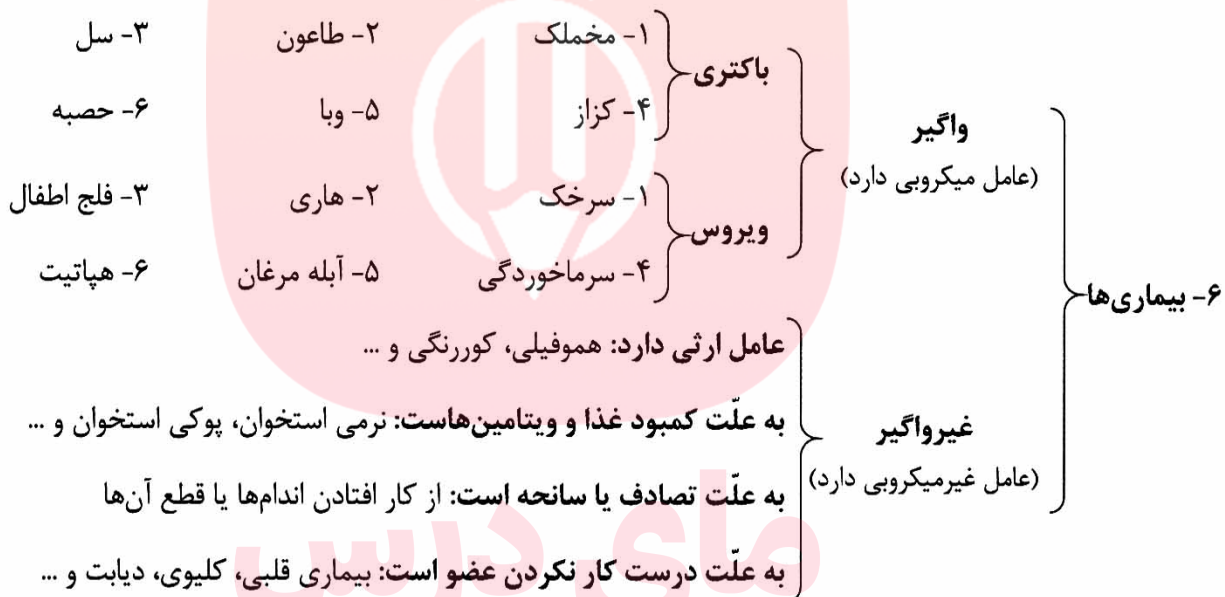 ۶- بیماری‌ها
واگیر
(عامل میکروبی دارد)
باکتری
۱- مخملک ۲- طاعون ۳- سل
۴- کزاز ۵- وبا ۶- حصبه
ویروس
۱- سرخک ۲- هاری ۳- فلج اطفال
۴- سرماخوردگی ۵- آبله مرغان ۶- هپاتیت
غیرواگیر
(عامل غیرمیکروبی دارد)
عامل ارثی دارد: هموفیلی، کوررنگی و ...
به علّت کمبود غذا و ویتامین‌هاست: نرمی استخوان، پوکی استخوان و ...
به علّت تصادف یا سانحه است: از کار افتادن اندام‌ها یا قطع آن‌ها
به علّت درست کار نکردن عضو است: بیماری قلبی، کلیوی، دیابت و ...
مای درس